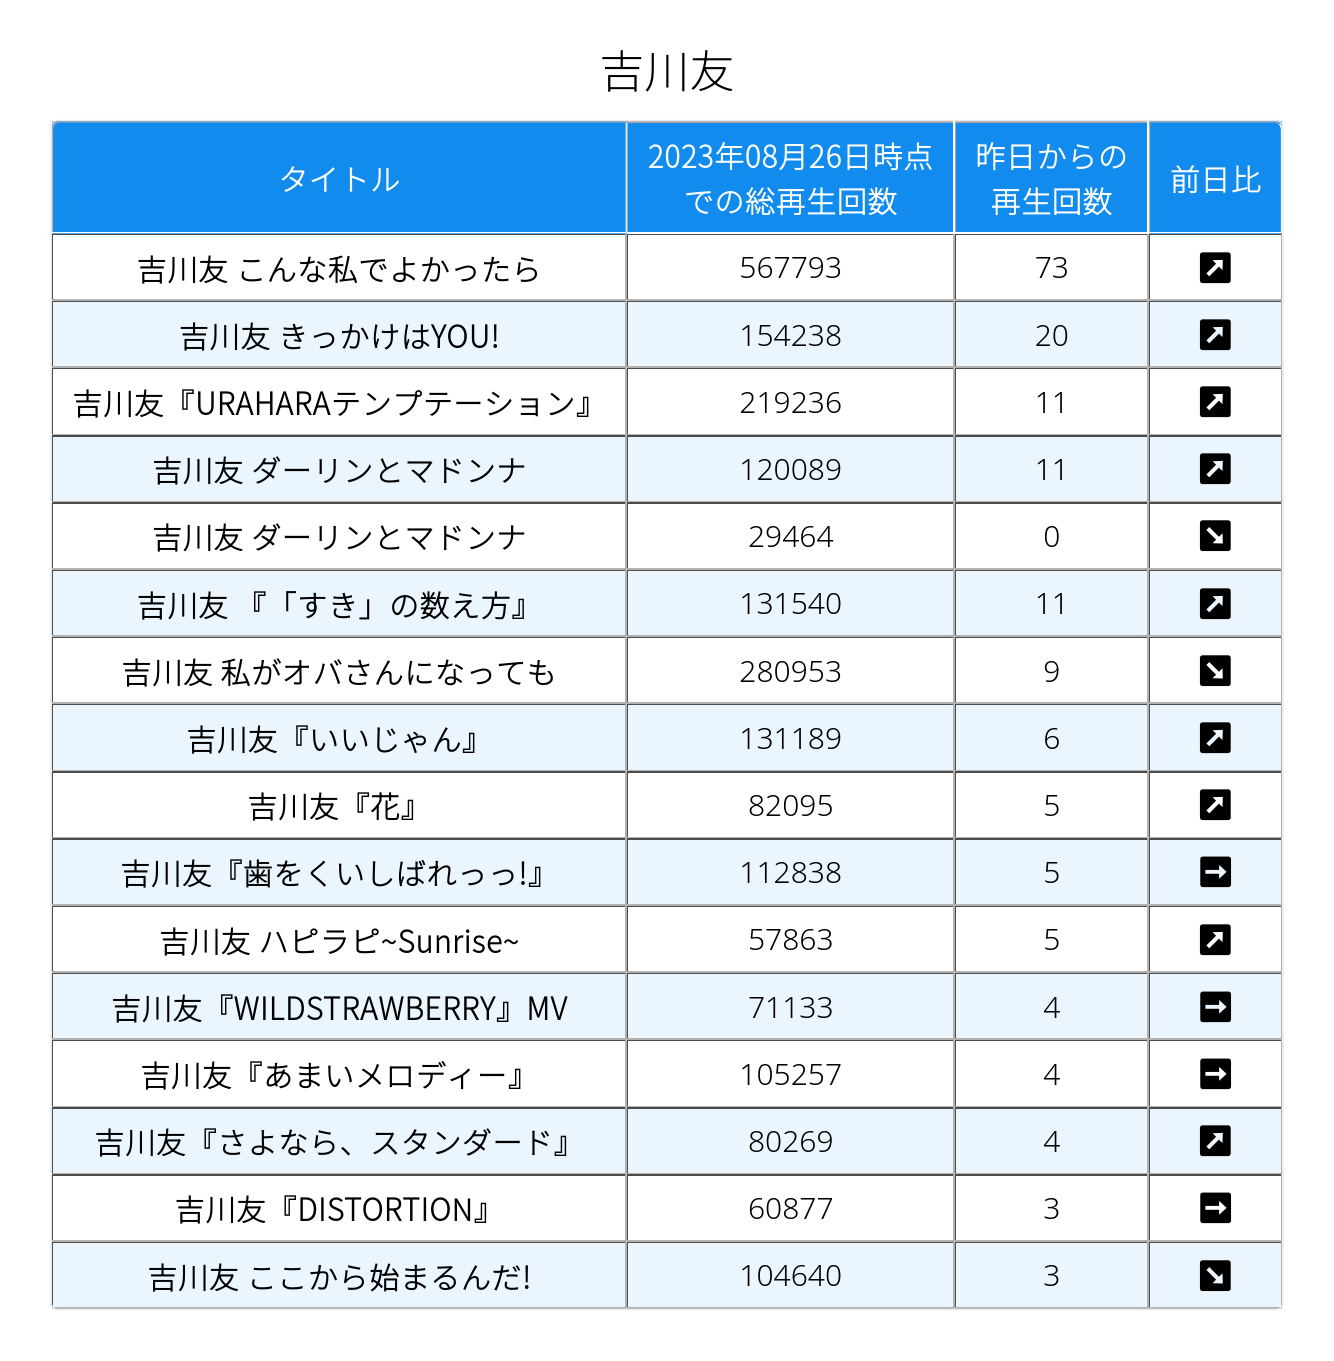 吉川友
タイトル
2023年08月26日時点
での総再生回数
昨日からの
再生回数
前日比
吉川友 こんな私でよかったら 567793 73 ↗
吉川友 きっかけはYOU! 154238 20 ↗
吉川友『URAHARAテンプテーション』 219236 11 ↗
吉川友 ダーリンとマドンナ 120089 11 ↗
吉川友 ダーリンとマドンナ 29464 0 ↘
吉川友 『「すき」の数え方』 131540 11 ↗
吉川友 私がオバさんになっても 280953 9 ↘
吉川友『いいじゃん』 131189 6 ↗
吉川友『花』 82095 5 ↗
吉川友『歯をくいしばれっっ!』 112838 5 →
吉川友 ハピラピ~Sunrise~ 57863 5 ↗
吉川友『WILDSTRAWBERRY』MV 71133 4 →
吉川友『あまいメロディー』 105257 4 →
吉川友『さよなら、スタンダード』 80269 4 ↗
吉川友『DISTORTION』 60877 3 →
吉川友 ここから始まるんだ! 104640 3 ↘